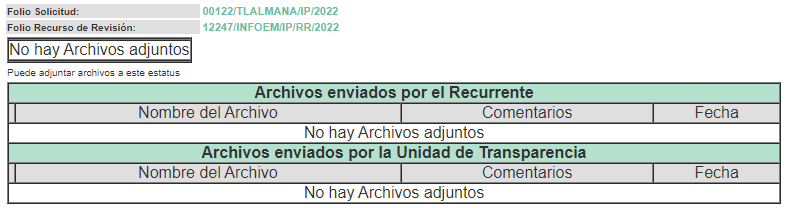 Folio Solicitud: 00122/TLALMANA/IP/2022
Folio Recurso de Revisión: 12247/INFOEM/IP/RR/2022
No hay Archivos adjuntos
Puede adjuntar archivos a este estatus
Archivos enviados por el Recurrente
Nombre del Archivo Comentarios Fecha
No hay Archivos adjuntos
Archivos enviados por la Unidad de Transparencia
Nombre del Archivo Comentarios Fecha
No hay Archivos adjuntos